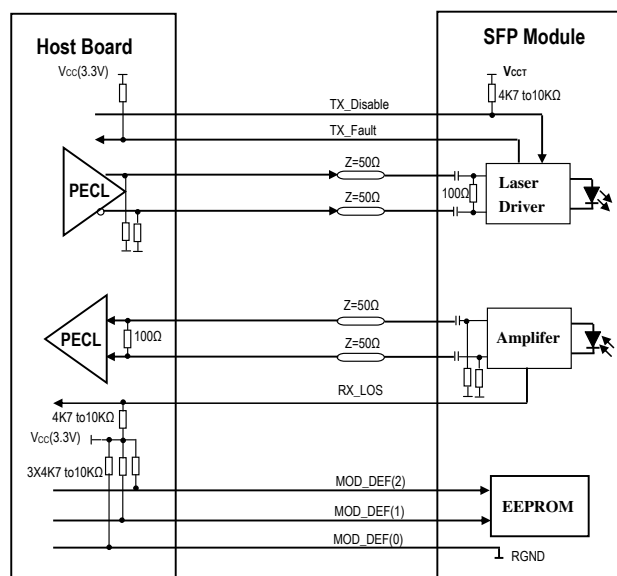 Host Board
SFP Module
Vcc(3.3V)
VCCT
4K7 to10KΩ
TX_Disable
TX_Fault
Z=50Ω
PECL
100Ω
Laser
Driver
Z=50Ω
Z=50Ω
PECL
100Ω
Amplifer
Z=50Ω
RX_LOS
4K7 to10KΩ
Vcc(3.3V)
3X4K7 to10KΩ
MOD_DEF(2)
EEPROM
MOD_DEF(1)
MOD_DEF(0)
RGND